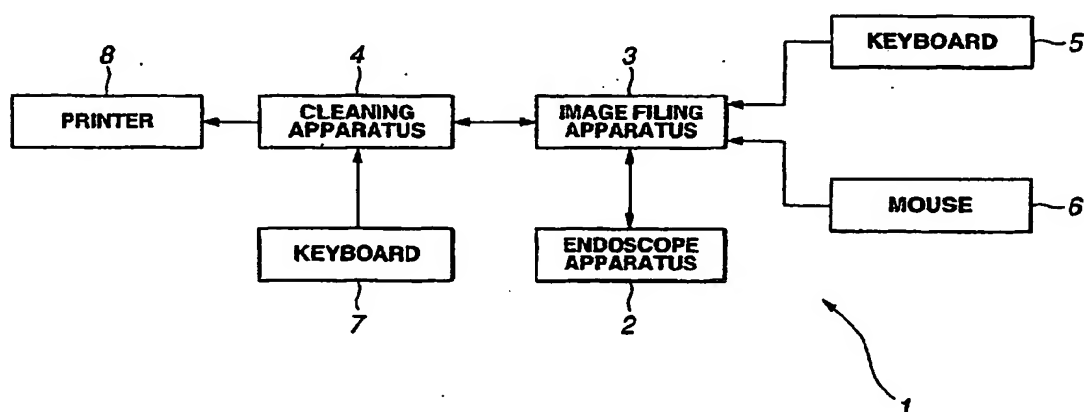 8
4
3
KEYBOARD
5
PRINTER
CLEANING
APPARATUS
IMAGE FILING
APPARATUS
MOUSE
6
KEYBOARD
ENDOSCOPE
APPARATUS
7
2
1